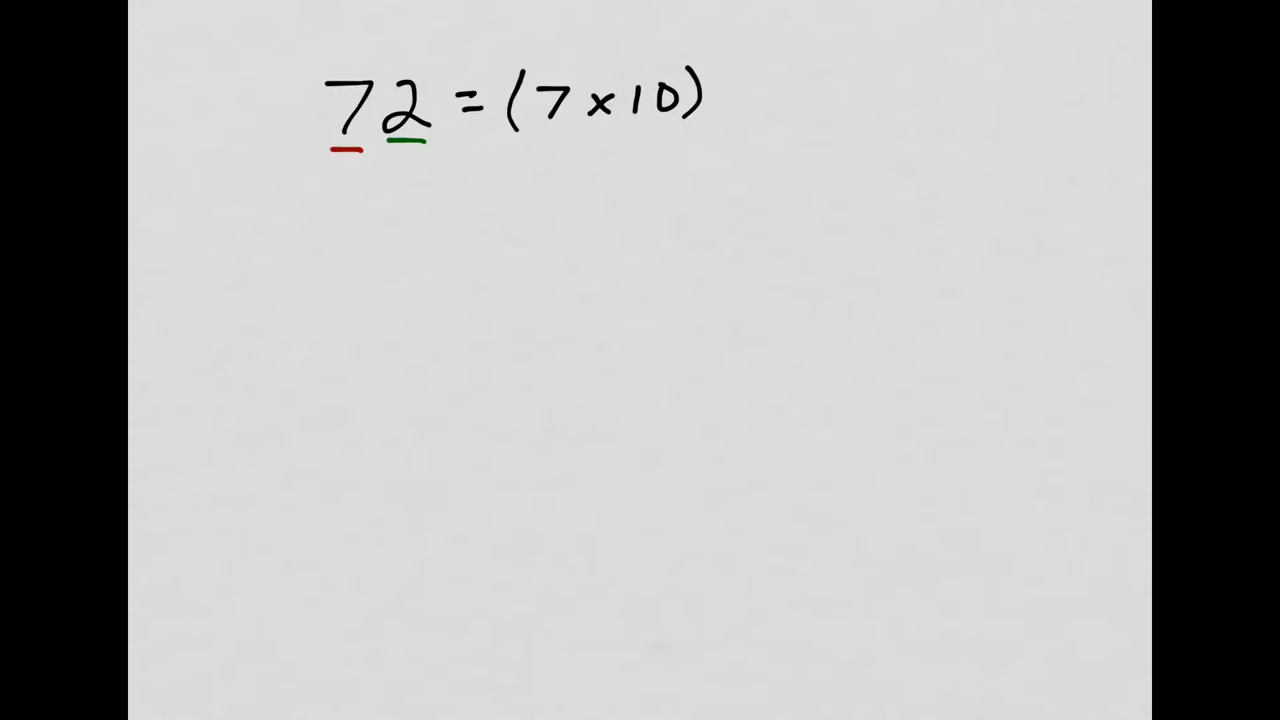 72 = (7 x 10)